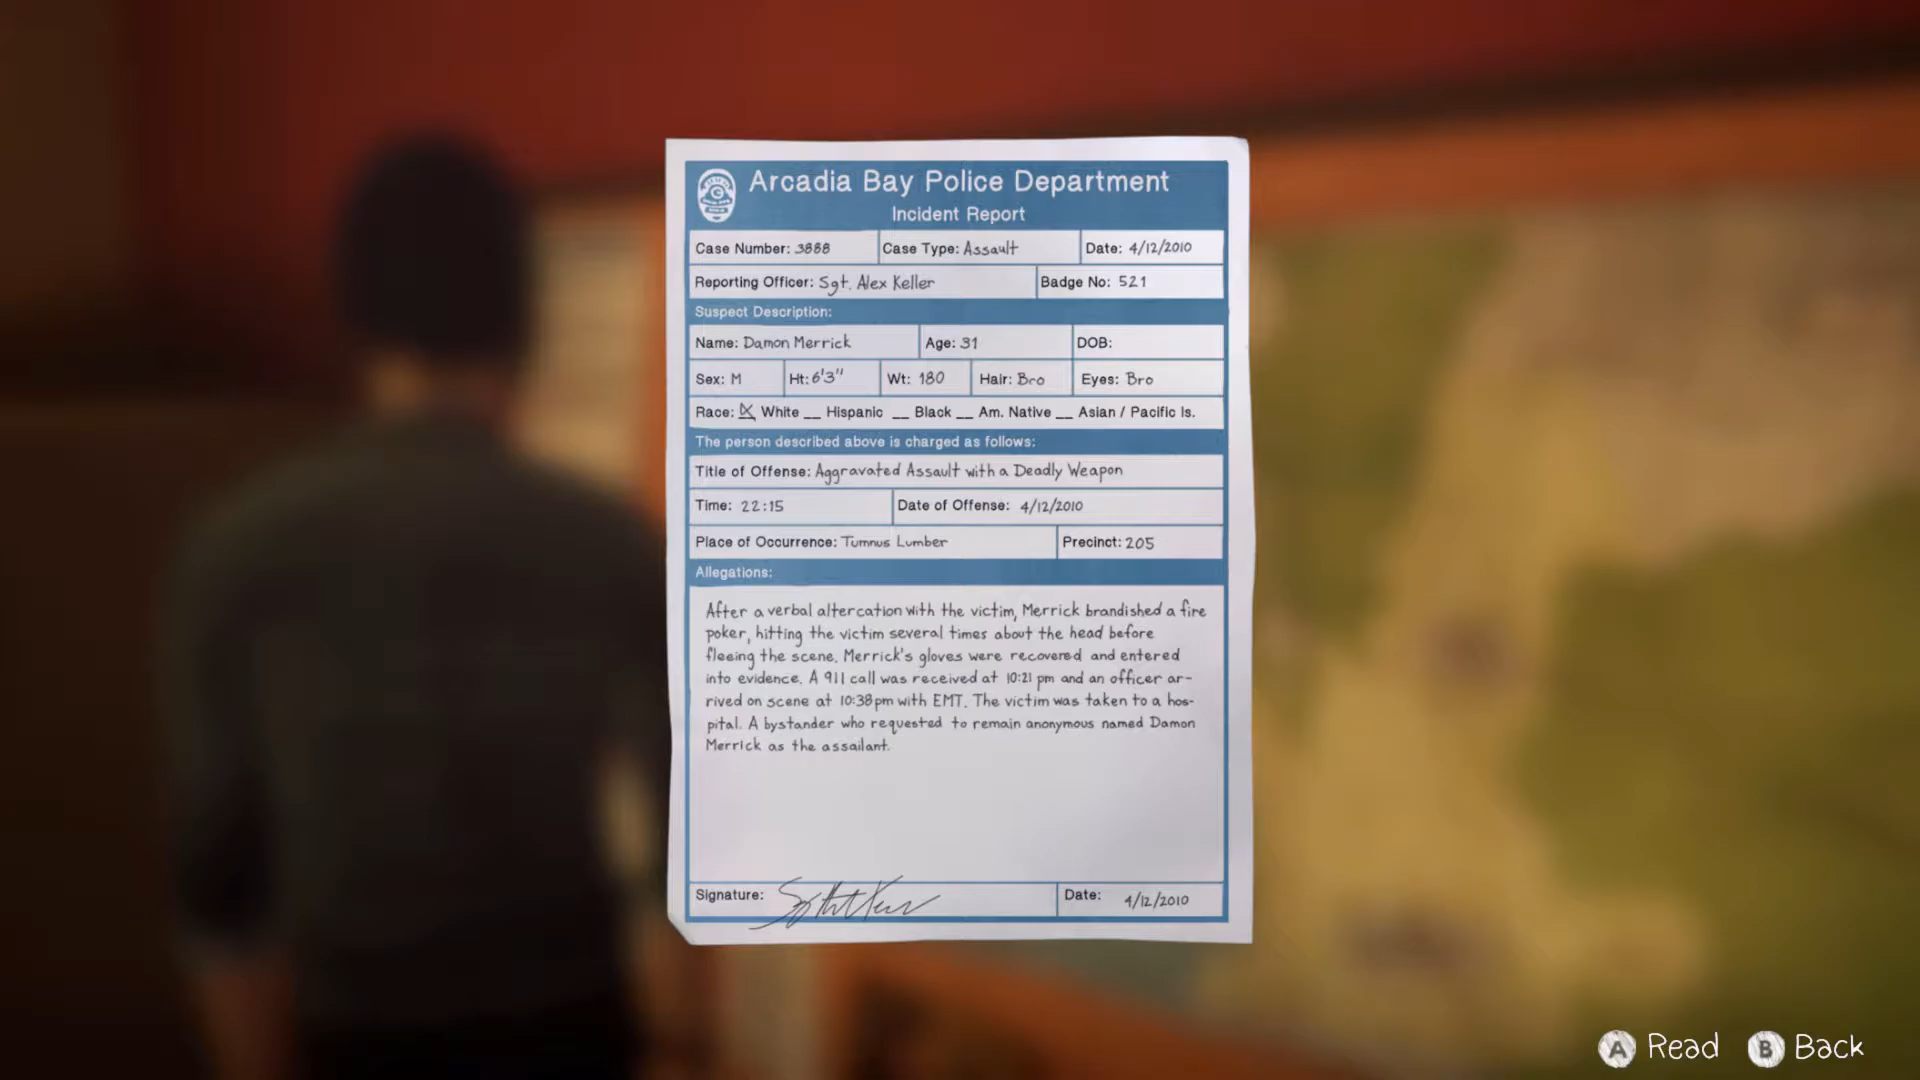 Arcadia Bay Police Department
Incident Report
Case Number: 3888 Case Type: Assault Date: 4/12/2010
Reporting Officer: Sgt. Alex Keller Badge No: 521
Suspect Description:
Name: Damon Merrick Age: 31 DOB:
Sex: M Ht: 6'3" Wt: 180 Hair: Bro Eyes: Bro
Race: X White __ Hispanic __ Black __ Am. Native __ Asian / Pacific Is.
The person described above is charged as follows:
Title of Offense: Aggravated Assault with a Deadly Weapon
Time: 22:15 Date of Offense: 4/12/2010
Place of Occurrence: Tumnus Lumber Precinct: 205
Allegations:
After a verbal altercation with the victim, Merrick brandished a fire
poker, hitting the victim several times about the head before
fleeing the scene. Merrick's gloves were recovered and entered
into evidence. A 911 call was received at 10:21 pm and an officer ar-
rived on scene at 10:38pm with EMT. The victim was taken to a hos-
pital. A bystander who requested to remain anonymous named Damon
Merrick as the assailant.
Signature: Date: 4/12/2010
A Read B Back